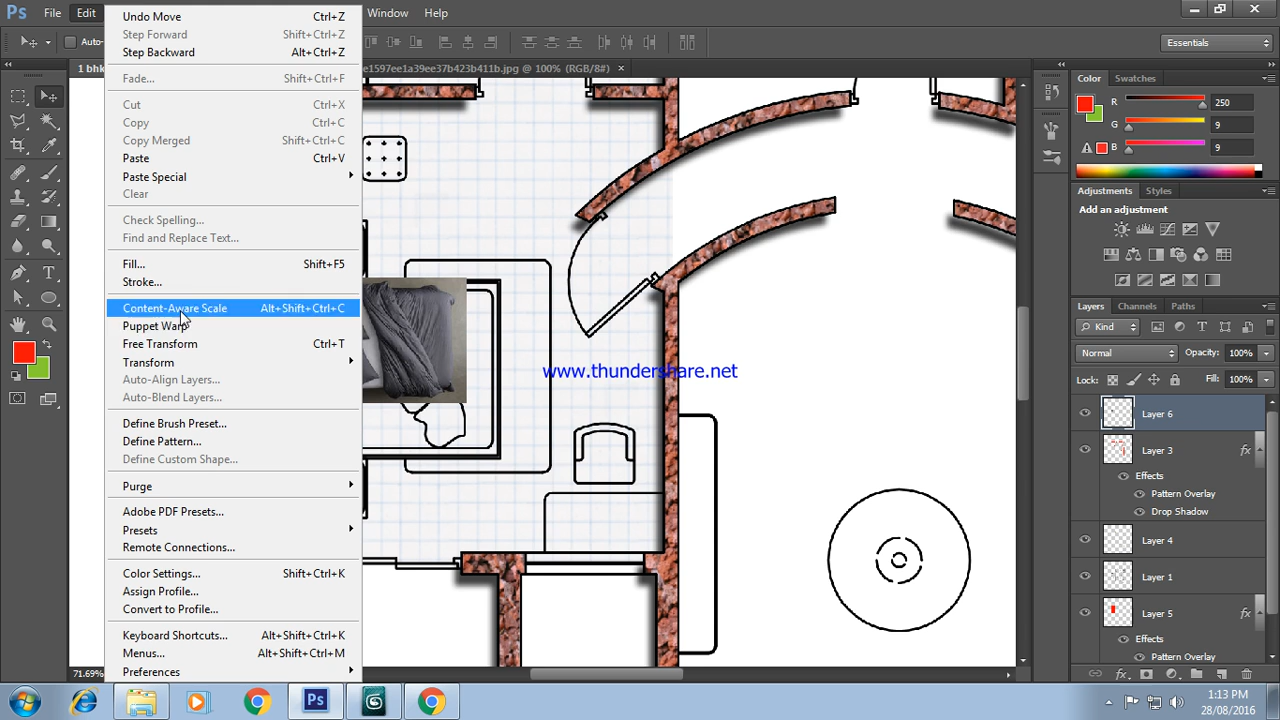 Ps File Edit Window Help
Undo Move Ctrl+Z
Step Forward Shift+Ctrl+Z
Step Backward Alt+Ctrl+Z
Fade... Shift+Ctrl+F
Cut Ctrl+X
Copy Ctrl+C
Copy Merged Shift+Ctrl+C
Paste Ctrl+V
Paste Special
Clear
Check Spelling...
Find and Replace Text...
Fill... Shift+F5
Stroke...
Content-Aware Scale Alt+Shift+Ctrl+C
Puppet Warp
Free Transform Ctrl+T
Transform
Auto-Align Layers...
Auto-Blend Layers...
Define Brush Preset...
Define Pattern...
Define Custom Shape...
Purge
Adobe PDF Presets...
Presets
Remote Connections...
Color Settings... Shift+Ctrl+K
Assign Profile...
Convert to Profile...
Keyboard Shortcuts... Alt+Shift+Ctrl+K
Menus... Alt+Shift+Ctrl+M
Preferences
Auto-
Essentials
1 bhk
e1597ee1a39ee37b423b411b.jpg @ 100% (RGB/8#) ×
www.thundershare.net
71.69%
Color Swatches
R 250
G 9
B 9
Adjustments Styles
Add an adjustment
Layers Channels Paths
Kind
Normal Opacity: 100%
Lock: Fill: 100%
Layer 6
Layer 3 fx
Effects
Pattern Overlay
Drop Shadow
Layer 4
Layer 1
Layer 5 fx
Effects
Pattern Overlay
Ps
1:13 PM
28/08/2016